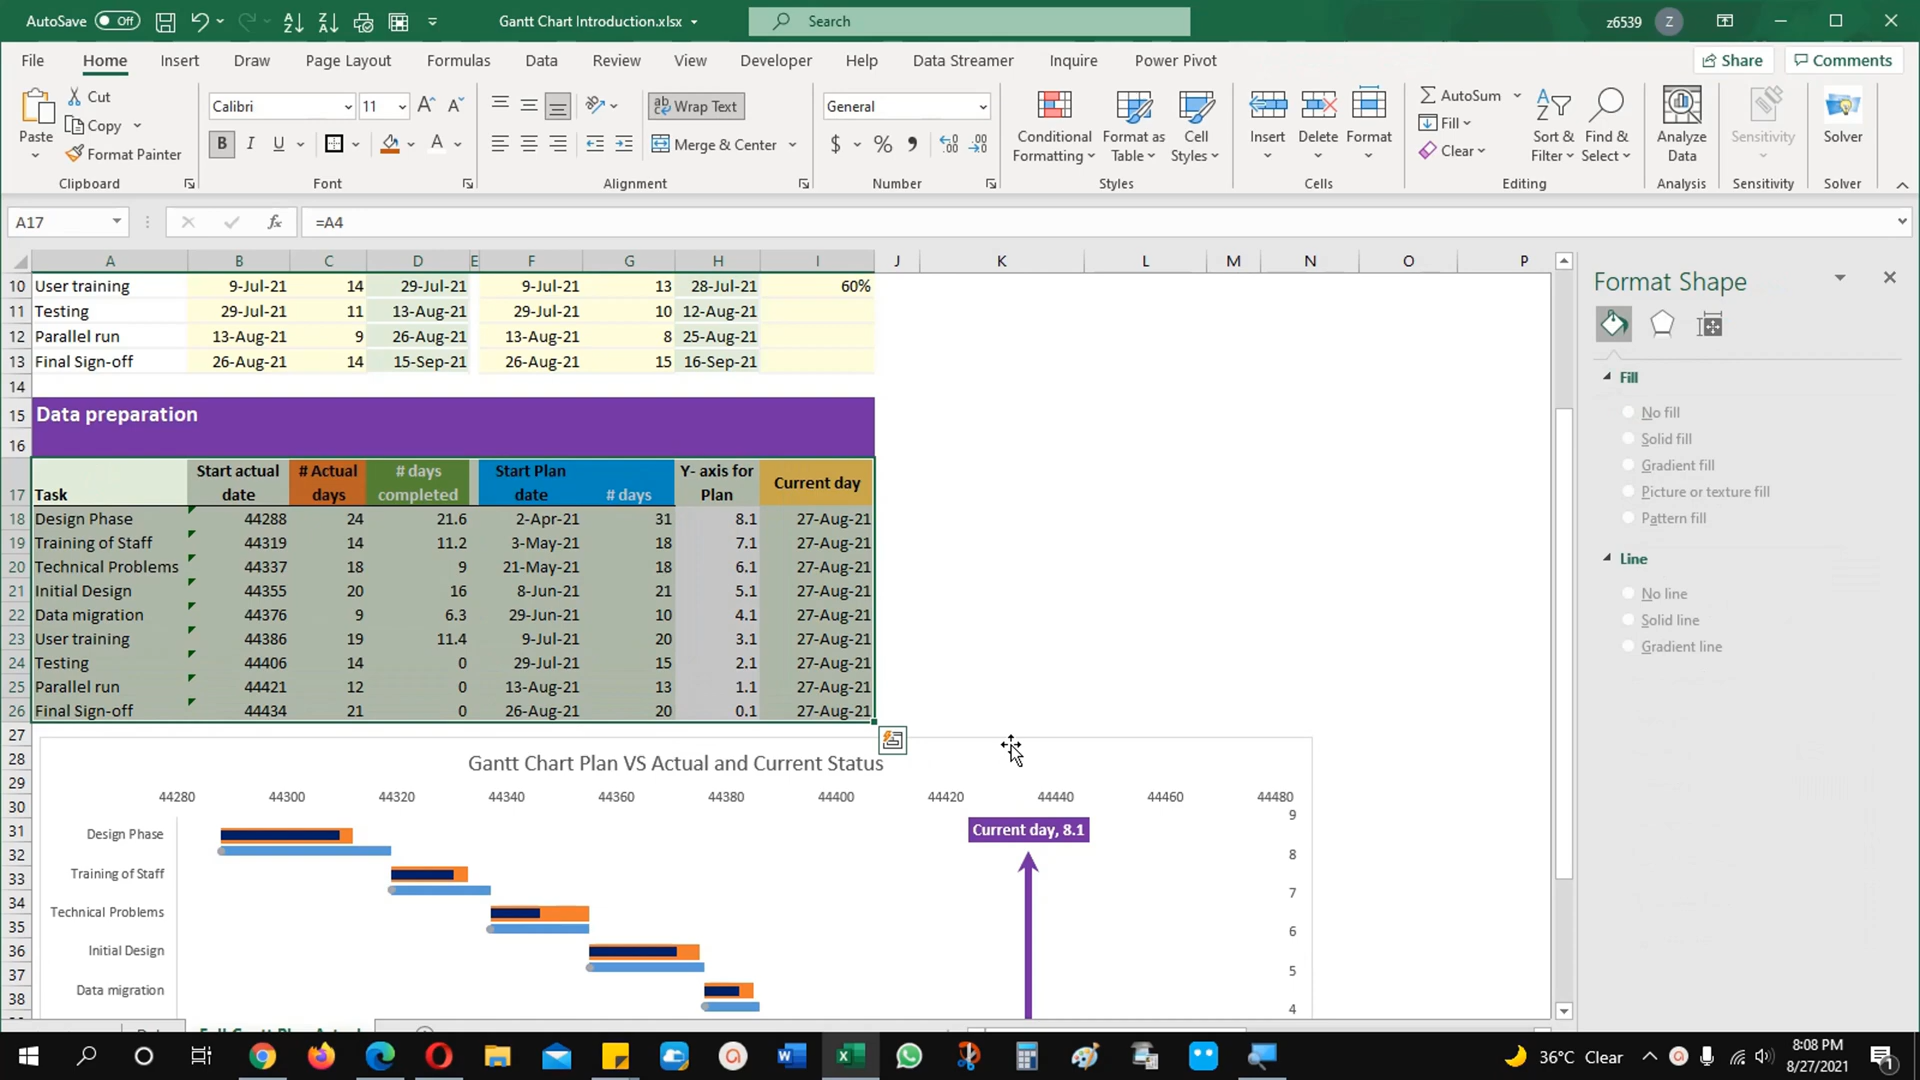 AutoSave Off Gantt Chart Introduction.xlsx Search z6539 Z
File Home Insert Draw Page Layout Formulas Data Review View Developer Help Data Streamer Inquire Power Pivot Share Comments
Paste Cut Copy Format Painter Clipboard
Calibri 11 B I U A Font
Wrap Text Merge & Center Alignment
General $ % Number
Conditional Formatting Format as Table Cell Styles Styles
Insert Delete Format Cells
AutoSum Fill Clear Sort & Filter Find & Select Editing
Analyze Data Analysis Sensitivity Sensitivity Solver Solver
A17 fx =A4
A B C D E F G H I J K L M N O P
10 User training 9-Jul-21 14 29-Jul-21 9-Jul-21 13 28-Jul-21 60%
11 Testing 29-Jul-21 11 13-Aug-21 29-Jul-21 10 12-Aug-21
12 Parallel run 13-Aug-21 9 26-Aug-21 13-Aug-21 8 25-Aug-21
13 Final Sign-off 26-Aug-21 14 15-Sep-21 26-Aug-21 15 16-Sep-21
14
15 Data preparation
16
17 Task Start actual date # Actual days # days completed Start Plan date # days Y- axis for Plan Current day
18 Design Phase 44288 24 21.6 2-Apr-21 31 8.1 27-Aug-21
19 Training of Staff 44319 14 11.2 3-May-21 18 7.1 27-Aug-21
20 Technical Problems 44337 18 9 21-May-21 18 6.1 27-Aug-21
21 Initial Design 44355 20 16 8-Jun-21 21 5.1 27-Aug-21
22 Data migration 44376 9 6.3 29-Jun-21 10 4.1 27-Aug-21
23 User training 44386 19 11.4 9-Jul-21 20 3.1 27-Aug-21
24 Testing 44406 14 0 29-Jul-21 15 2.1 27-Aug-21
25 Parallel run 44421 12 0 13-Aug-21 13 1.1 27-Aug-21
26 Final Sign-off 44434 21 0 26-Aug-21 20 0.1 27-Aug-21
27
28 Gantt Chart Plan VS Actual and Current Status
29
30 44280 44300 44320 44340 44360 44380 44400 44420 44440 44460 44480
9
31 Design Phase Current day, 8.1
32 8
33 Training of Staff 7
34
35 Technical Problems 6
36 Initial Design
37 5
38 Data migration 4
Format Shape
Fill
No fill
Solid fill
Gradient fill
Picture or texture fill
Pattern fill
Line
No line
Solid line
Gradient line
36°C Clear
8:08 PM
8/27/2021
1